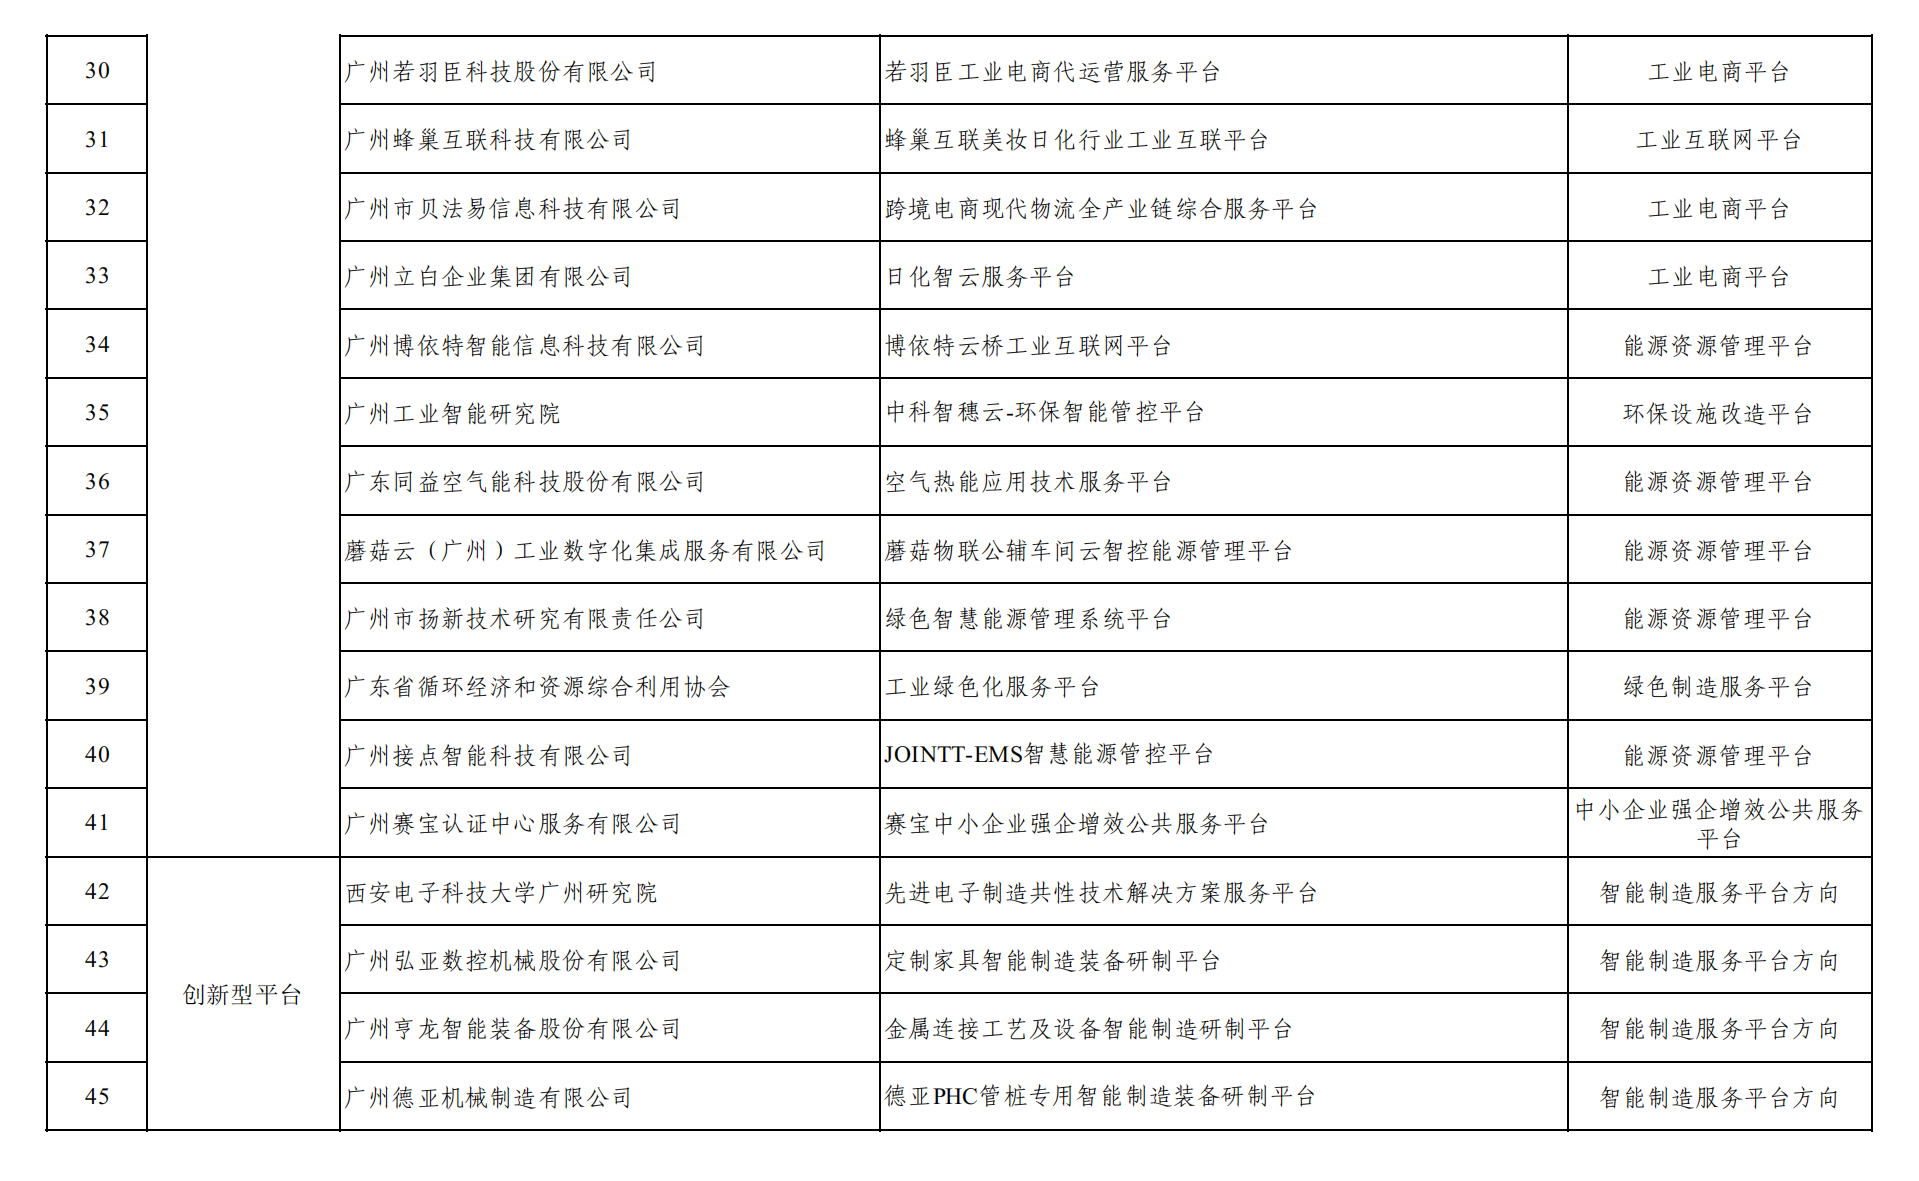 30 广州若羽臣科技股份有限公司 若羽臣工业电商代运营服务平台 工业电商平台
31 广州蜂巢互联科技有限公司 蜂巢互联美妆日化行业工业互联平台 工业互联网平台
32 广州市贝法易信息科技有限公司 跨境电商现代物流全产业链综合服务平台 工业电商平台
33 广州立白企业集团有限公司 日化智云服务平台 工业电商平台
34 广州博依特智能信息科技有限公司 博依特云桥工业互联网平台 能源资源管理平台
35 广州工业智能研究院 中科智穗云-环保智能管控平台 环保设施改造平台
36 广东同益空气能科技股份有限公司 空气热能应用技术服务平台 能源资源管理平台
37 蘑菇云（广州）工业数字化集成服务有限公司 蘑菇物联公辅车间云智控能源管理平台 能源资源管理平台
38 广州市扬新技术研究有限责任公司 绿色智慧能源管理系统平台 能源资源管理平台
39 广东省循环经济和资源综合利用协会 工业绿色化服务平台 绿色制造服务平台
40 广州接点智能科技有限公司 JOINTT-EMS智慧能源管控平台 能源资源管理平台
41 广州赛宝认证中心服务有限公司 赛宝中小企业强企增效公共服务平台 中小企业强企增效公共服务
平台
42 西安电子科技大学广州研究院 先进电子制造共性技术解决方案服务平台 智能制造服务平台方向
43 广州弘亚数控机械股份有限公司 定制家具智能制造装备研制平台 智能制造服务平台方向
创新型平台
44 广州亨龙智能装备股份有限公司 金属连接工艺及设备智能制造研制平台 智能制造服务平台方向
45 广州德亚机械制造有限公司 德亚PHC管桩专用智能制造装备研制平台 智能制造服务平台方向